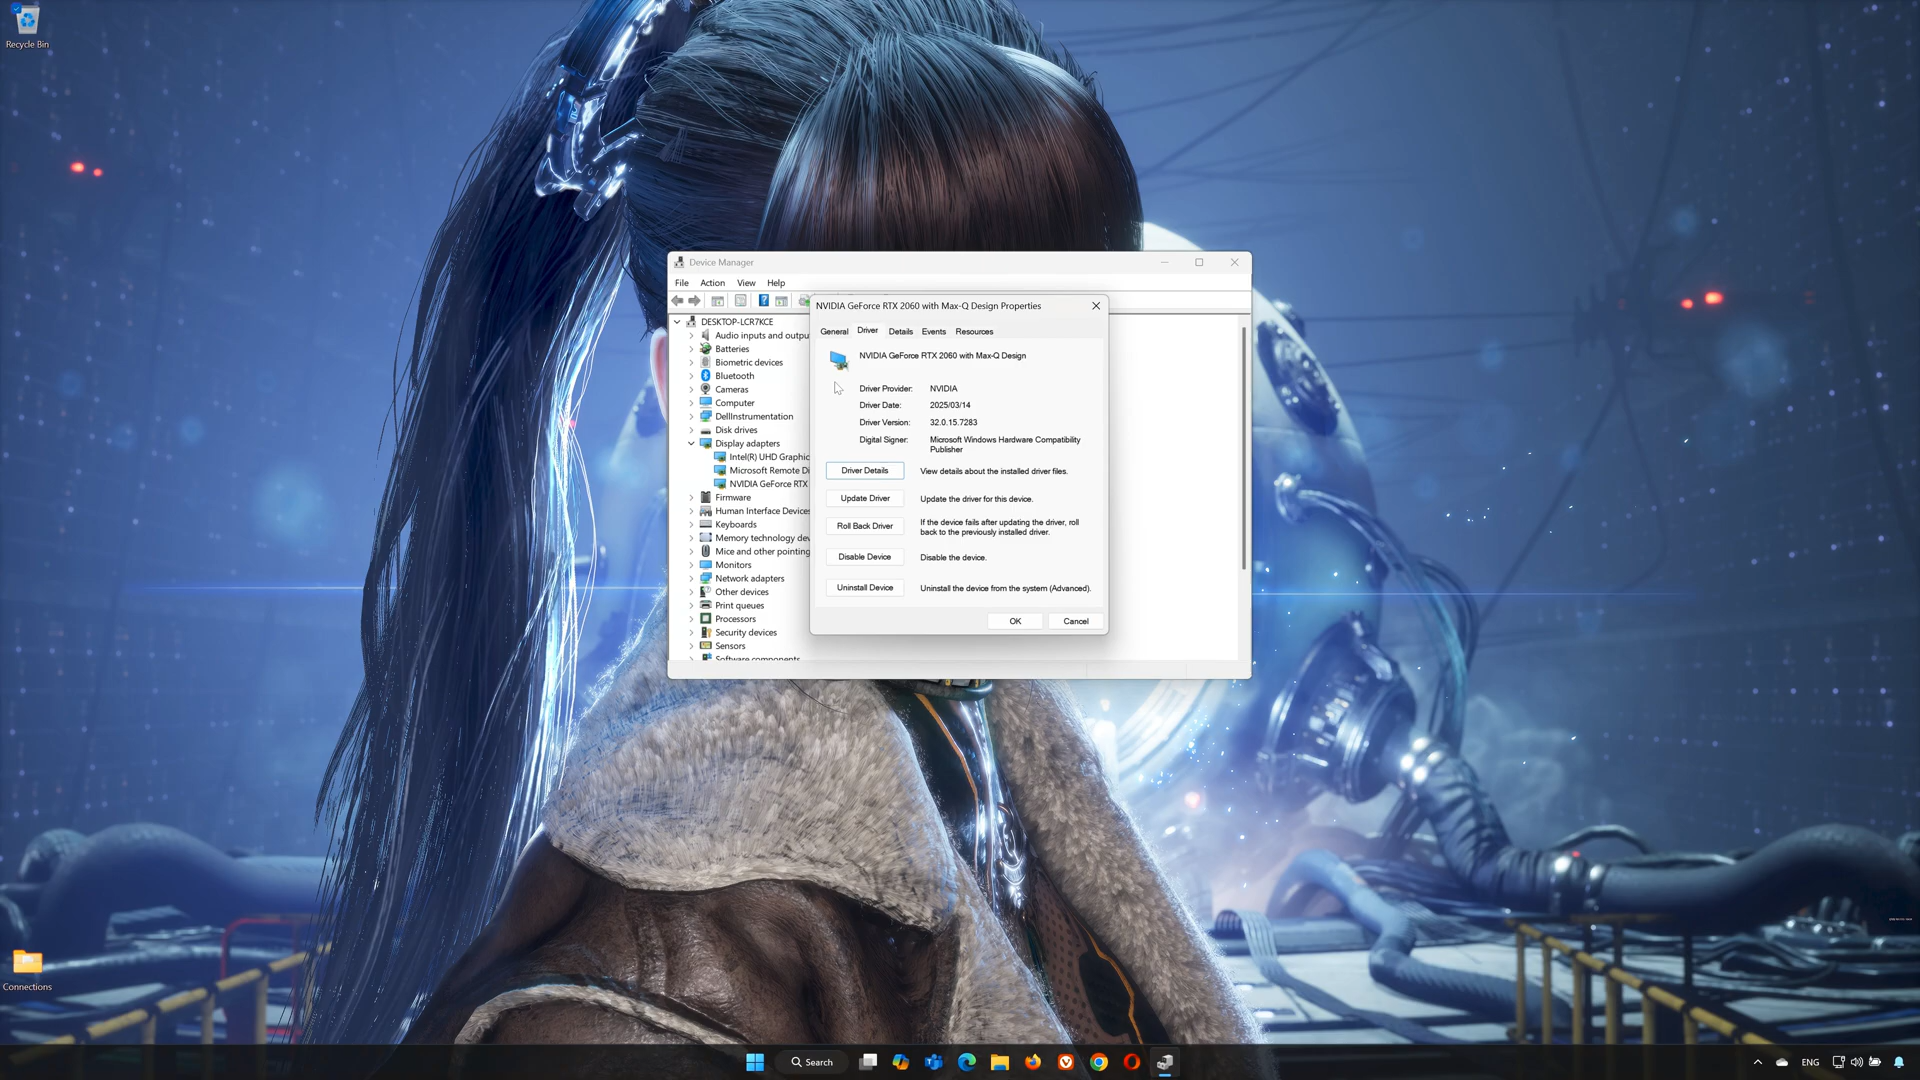 Recycle Bin
Device Manager
File Action View Help
DESKTOP-LCR7KCE
Audio inputs and outpu
Batteries
Biometric devices
Bluetooth
Cameras
Computer
DellInstrumentation
Disk drives
Display adapters
Intel(R) UHD Graphic
Microsoft Remote Di
NVIDIA GeForce RTX
Firmware
Human Interface Devices
Keyboards
Memory technology dev
Mice and other pointing
Monitors
Network adapters
Other devices
Print queues
Processors
Security devices
Sensors
Software components
NVIDIA GeForce RTX 2060 with Max-Q Design Properties
General Driver Details Events Resources
NVIDIA GeForce RTX 2060 with Max-Q Design
Driver Provider: NVIDIA
Driver Date: 2025/03/14
Driver Version: 32.0.15.7283
Digital Signer: Microsoft Windows Hardware Compatibility
Publisher
Driver Details View details about the installed driver files.
Update Driver Update the driver for this device.
Roll Back Driver If the device fails after updating the driver, roll
back to the previously installed driver.
Disable Device Disable the device.
Uninstall Device Uninstall the device from the system (Advanced).
OK Cancel
Connections
Search
ENG